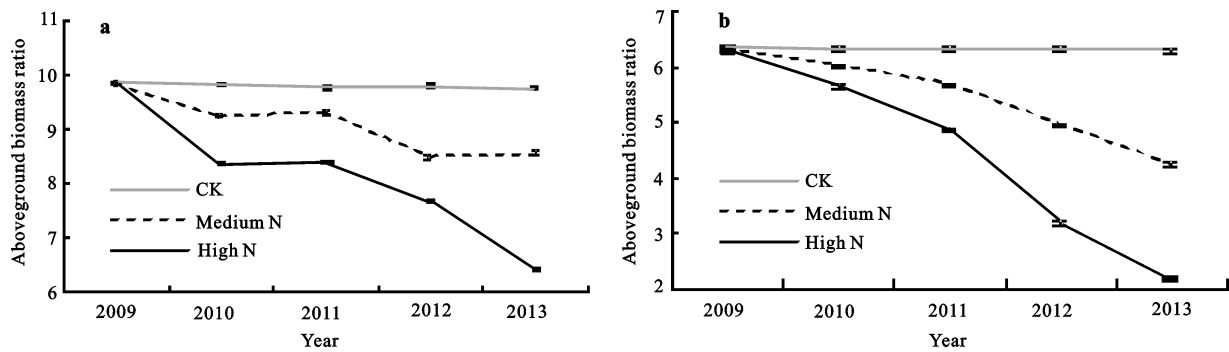 a
Aboveground biomass ratio
11
10
9
8
7
6
CK
Medium N
High N
2009 2010 2011 2012 2013
Year
b
Aboveground biomass ratio
7
6
5
4
3
2
CK
Medium N
High N
2009 2010 2011 2012 2013
Year